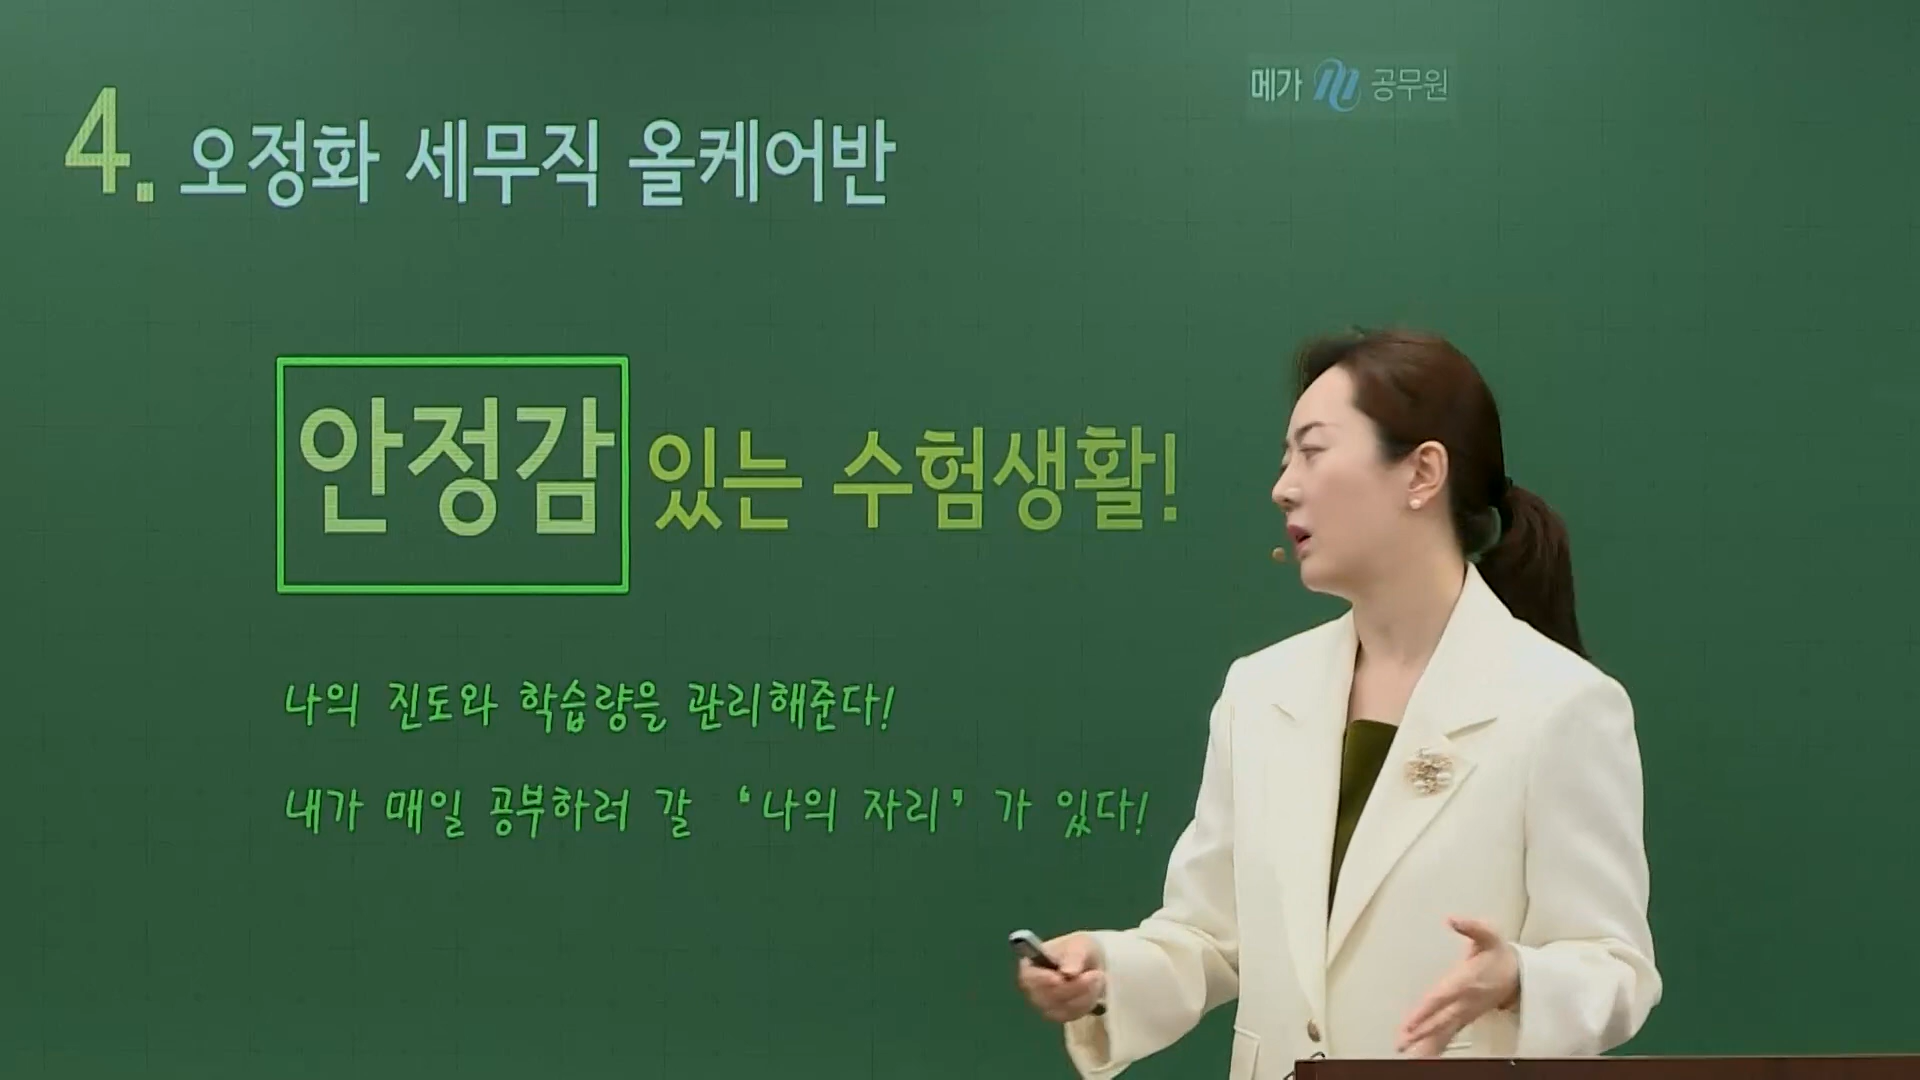 메가 공무원
4. 오정화 세무직 올케어반
안정감 있는 수험생활!
나의 진도와 학습량을 관리해준다!
내가 매일 공부하러 갈 ‘나의 자리’가 있다!